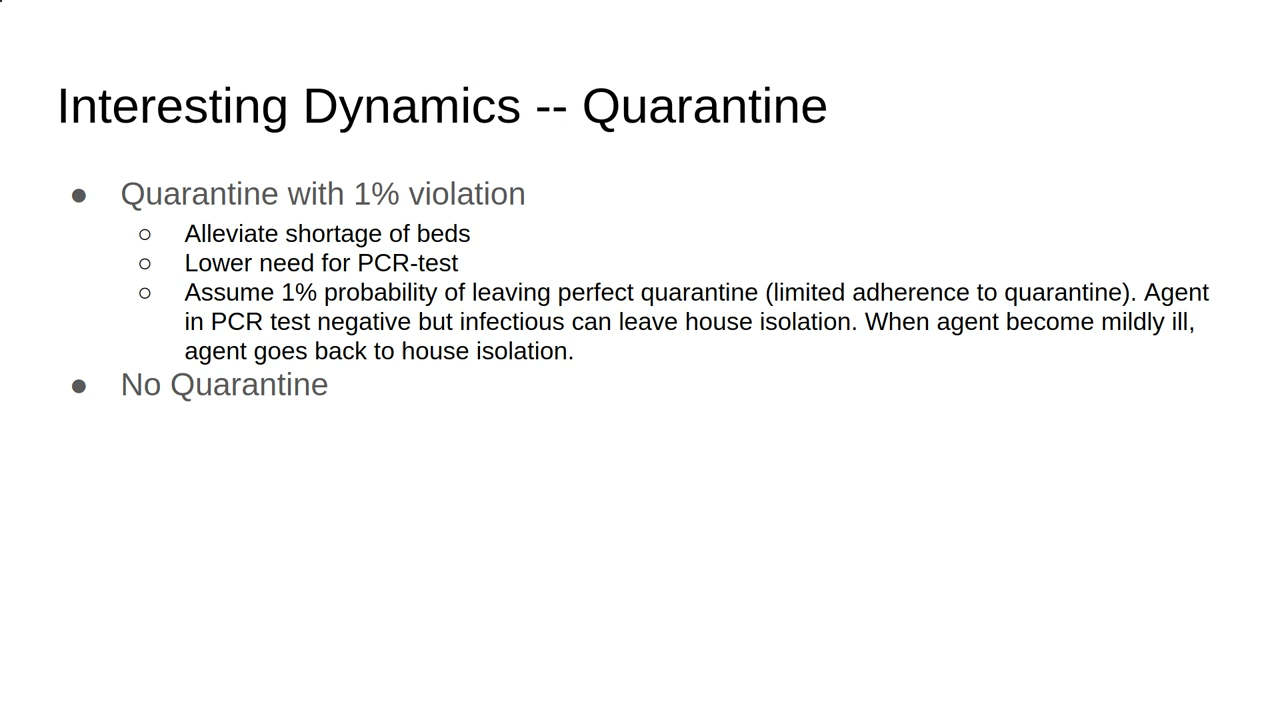 Interesting Dynamics -- Quarantine
● Quarantine with 1% violation
○ Alleviate shortage of beds
○ Lower need for PCR-test
○ Assume 1% probability of leaving perfect quarantine (limited adherence to quarantine). Agent
in PCR test negative but infectious can leave house isolation. When agent become mildly ill,
agent goes back to house isolation.
● No Quarantine